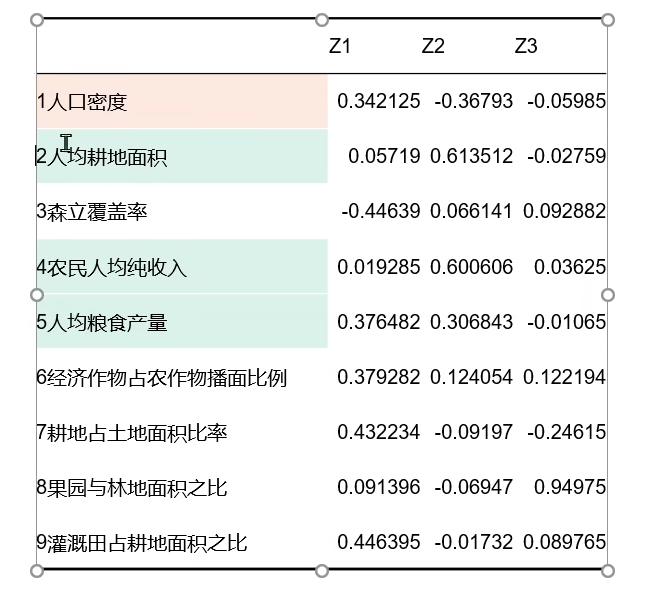 Z1 Z2 Z3
1人口密度 0.342125 -0.36793 -0.05985
2人均耕地面积 0.05719 0.613512 -0.02759
3森立覆盖率 -0.44639 0.066141 0.092882
4农民人均纯收入 0.019285 0.600606 0.03625
5人均粮食产量 0.376482 0.306843 -0.01065
6经济作物占农作物播面比例 0.379282 0.124054 0.122194
7耕地占土地面积比率 0.432234 -0.09197 -0.24615
8果园与林地面积之比 0.091396 -0.06947 0.94975
9灌溉田占耕地面积之比 0.446395 -0.01732 0.089765